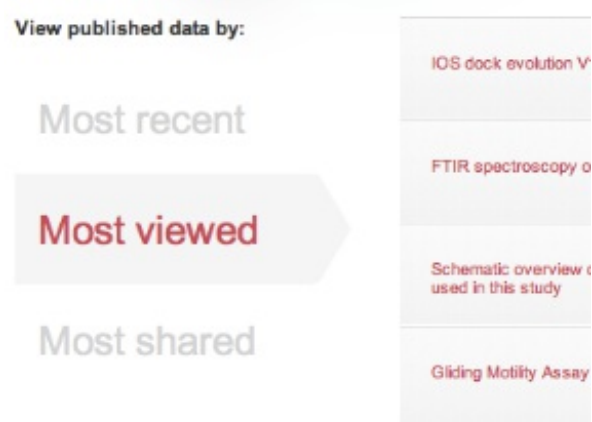 View published data by:
Most recent
Most viewed
Most shared
IOS dock evolution
FTIR spectroscopy
Schematic overview
used in this study
Gliding Motility Assay